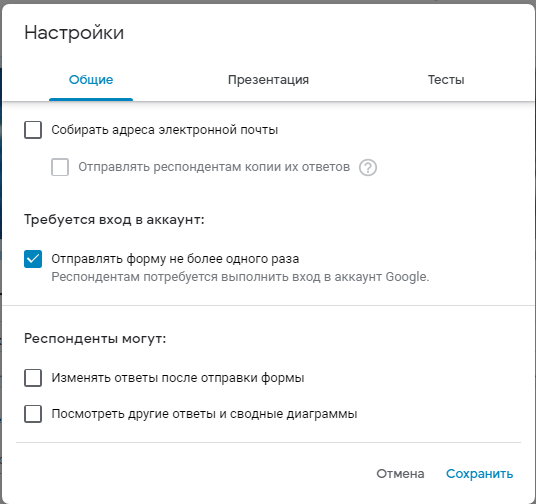 Настройки
Общие
Презентация
Тесты
Собирать адреса электронной почты
Отправлять респондентам копии их ответов ?
Требуется вход в аккаунт:
Отправлять форму не более одного раза
Респондентам потребуется выполнить вход в аккаунт Google.
Респонденты могут:
Изменять ответы после отправки формы
Посмотреть другие ответы и сводные диаграммы
Отмена
Сохранить